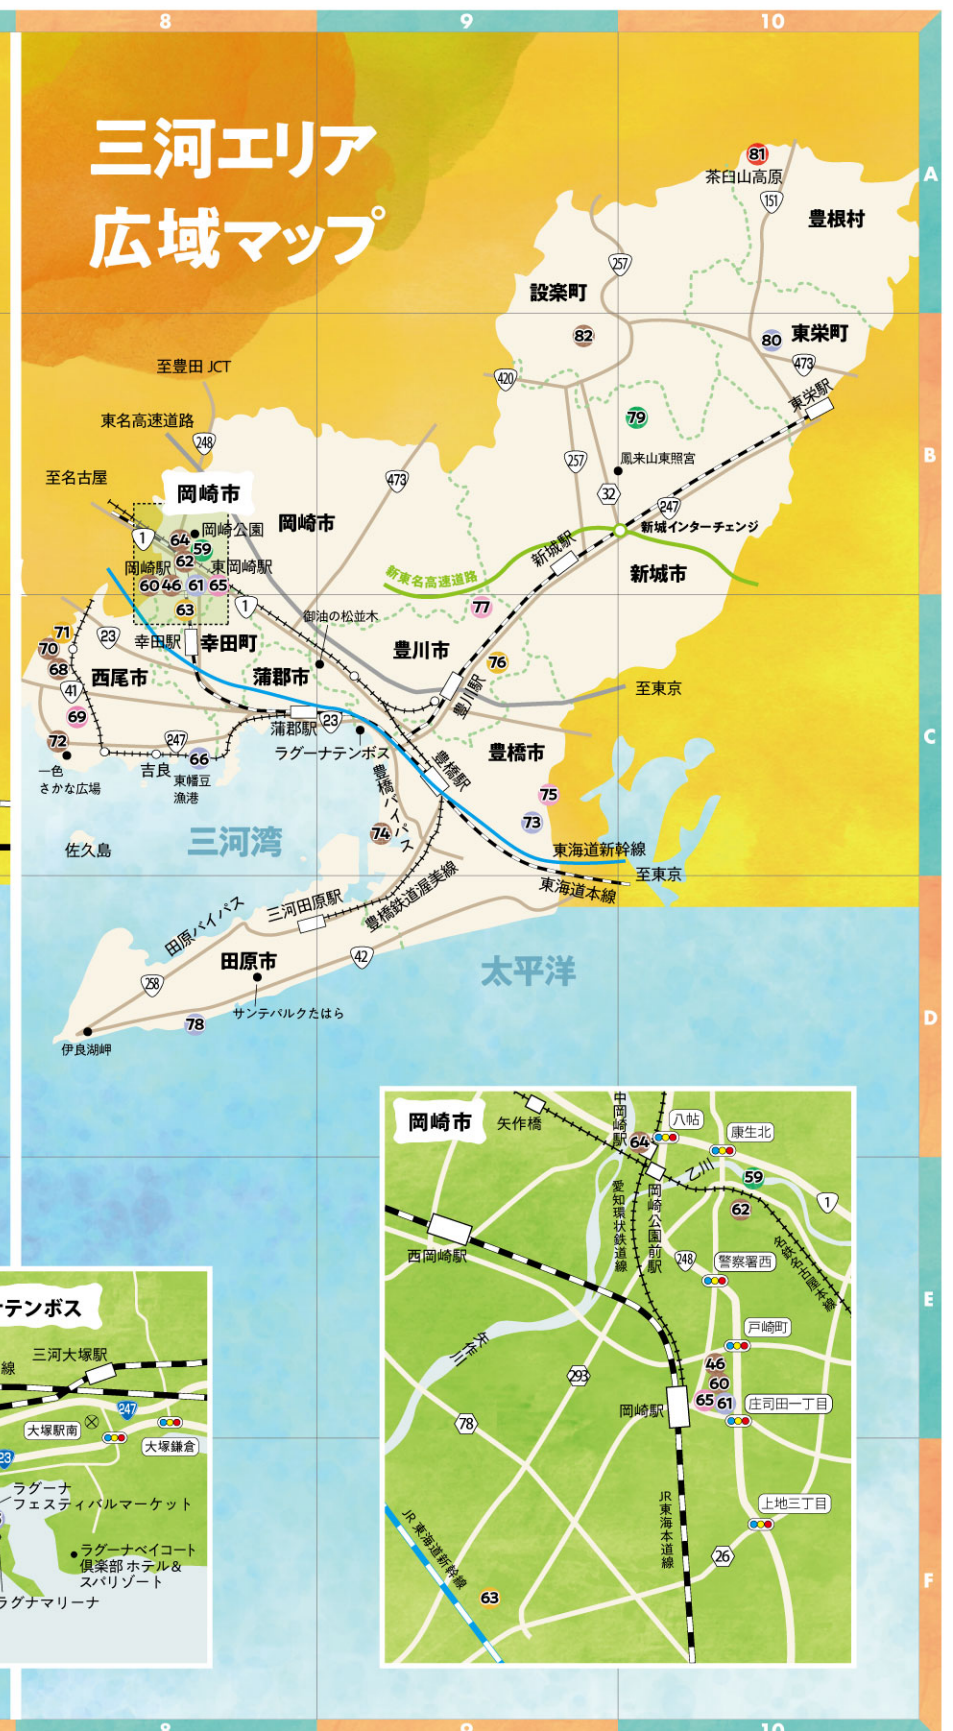 8
9
10
三河エリア
広域マップ
A
B
C
D
E
F
81
茶臼山高原
151
豊根村
257
設楽町
82
80
東栄町
473
東栄駅
420
79
至豊田 JCT
東名高速道路
248
至名古屋
473
257
鳳来山東照宮
32
247
新城インターチェンジ
岡崎市
岡崎市
1
岡崎公園
64
59
62
岡崎駅
東岡崎駅
60
46
61
65
63
1
新東名高速道路
新城駅
新城市
77
御油の松並木
71
70
68
23
幸田駅
幸田町
西尾市
蒲郡市
豊川市
76
豊川駅
至東京
41
69
72
一色
さかな広場
247
吉良
66
東幡豆
漁港
蒲郡駅
23
ラグーナテンボス
豊橋バイパス
豊橋駅
豊橋市
75
73
74
佐久島
三河湾
東海道新幹線
至東京
東海道本線
豊橋鉄道渥美線
三河田原駅
田原バイパス
田原市
42
258
サンテパルクたはら
78
伊良湖岬
太平洋
岡崎市
矢作橋
中岡崎駅
64
八帖
康生北
乙川
59
62
1
愛知環状鉄道線
岡崎公園前駅
248
名鉄名古屋本線
警察署西
西岡崎駅
矢作川
戸崎町
293
46
60
65
61
78
岡崎駅
庄司田一丁目
JR東海本道線
上地三丁目
26
JR 東海道新幹線
63
テンボス
線
三河大塚駅
247
大塚駅南
大塚鎌倉
23
ラグーナ
フェスティバルマーケット
ラグーナベイコート
倶楽部 ホテル&
スパリゾート
ラグナマリーナ
8
9
10